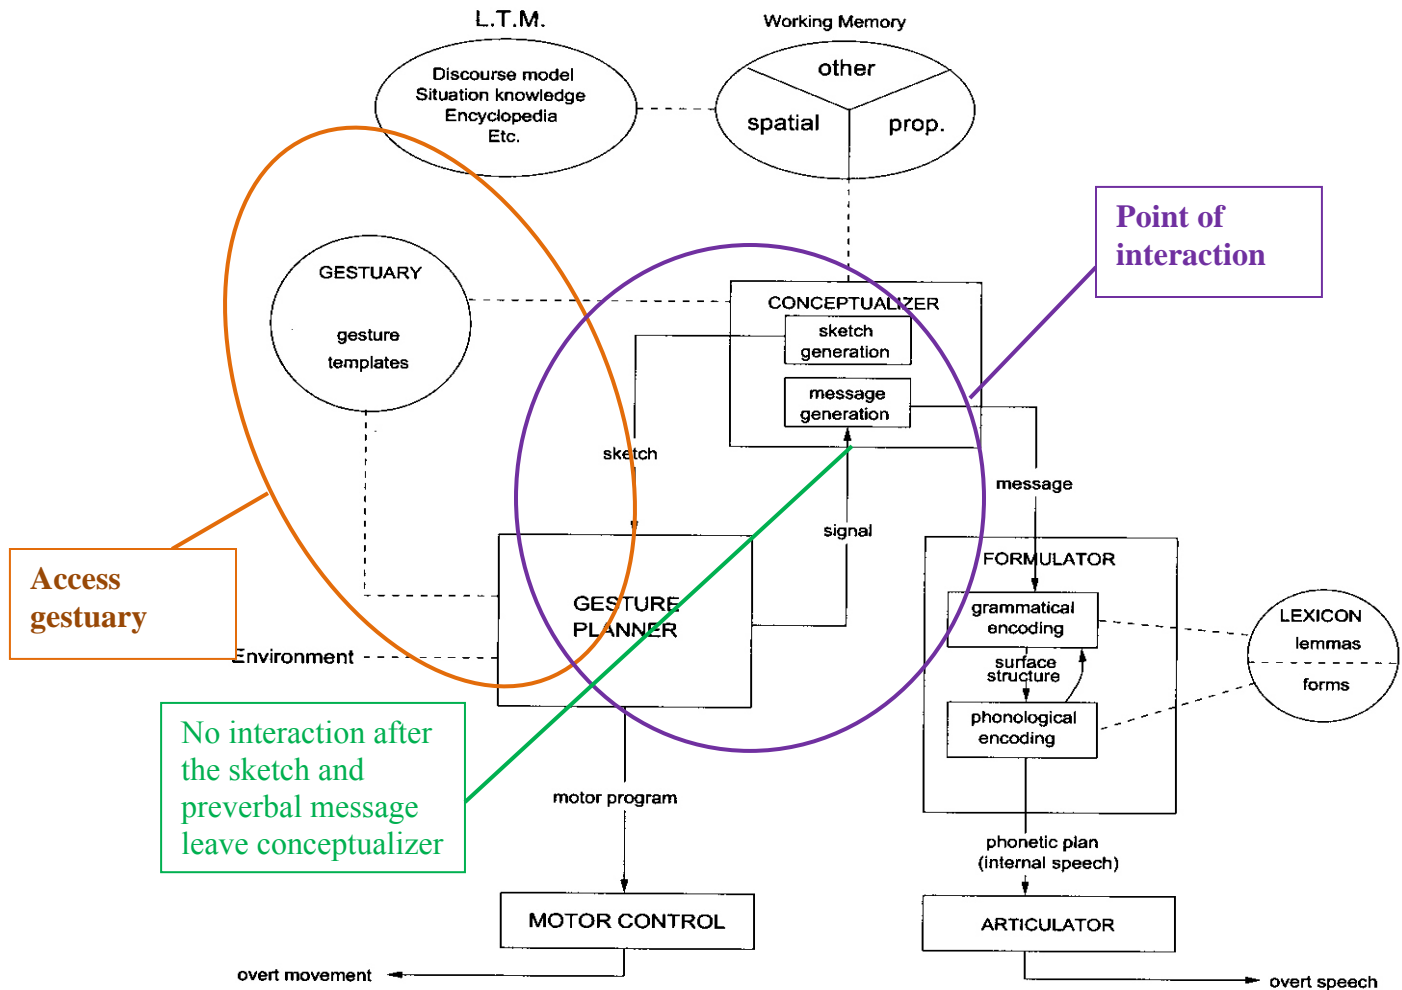 L.T.M.
Working Memory
Discourse model
Situation knowledge
Encyclopedia
Etc.
other
spatial
prop.
Point of
interaction
GESTUARY
gesture
templates
CONCEPTUALIZER
sketch
generation
message
generation
sketch
message
signal
Access
gestuary
FORMULATOR
GESTURE
PLANNER
grammatical
encoding
LEXICON
lemmas
forms
Environment
surface
structure
phonological
encoding
No interaction after
the sketch and
preverbal message
leave conceptualizer
motor program
phonetic plan
(internal speech)
MOTOR CONTROL
ARTICULATOR
overt movement
overt speech